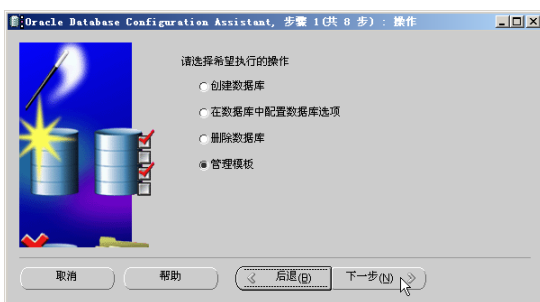 Oracle Database Configuration Assistant, 步骤 1(共 8 步) : 操作
请选择希望执行的操作
创建数据库
在数据库中配置数据库选项
删除数据库
管理模板
取消
帮助
后退(B)
下一步(N)